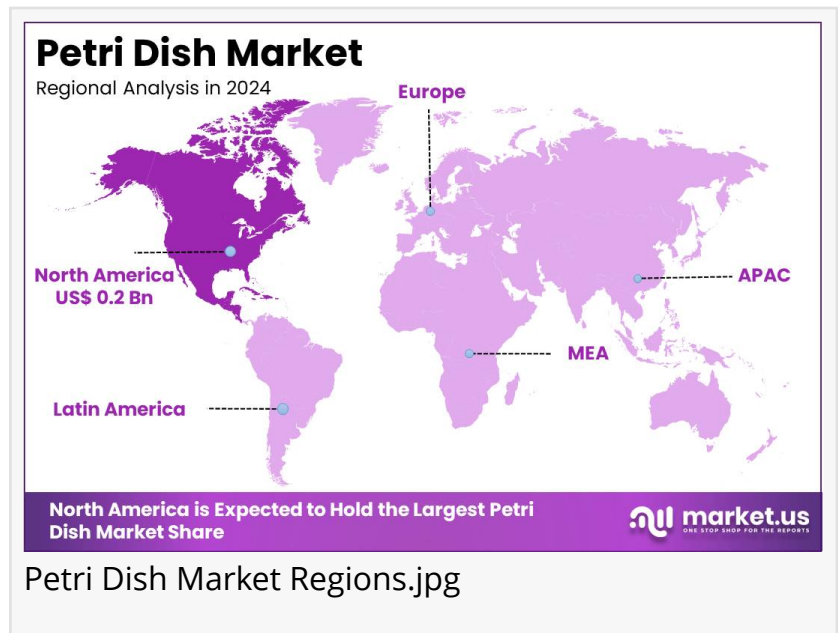 Petri Dish Market
Regional Analysis in 2024
Europe
North America
US$ 0.2 Bn
APAC
MEA
Latin America
North America is Expected to Hold the Largest Petri
Dish Market Share
market.us
ONE STOP SHOP FOR THE REPORTS
Petri Dish Market Regions.jpg